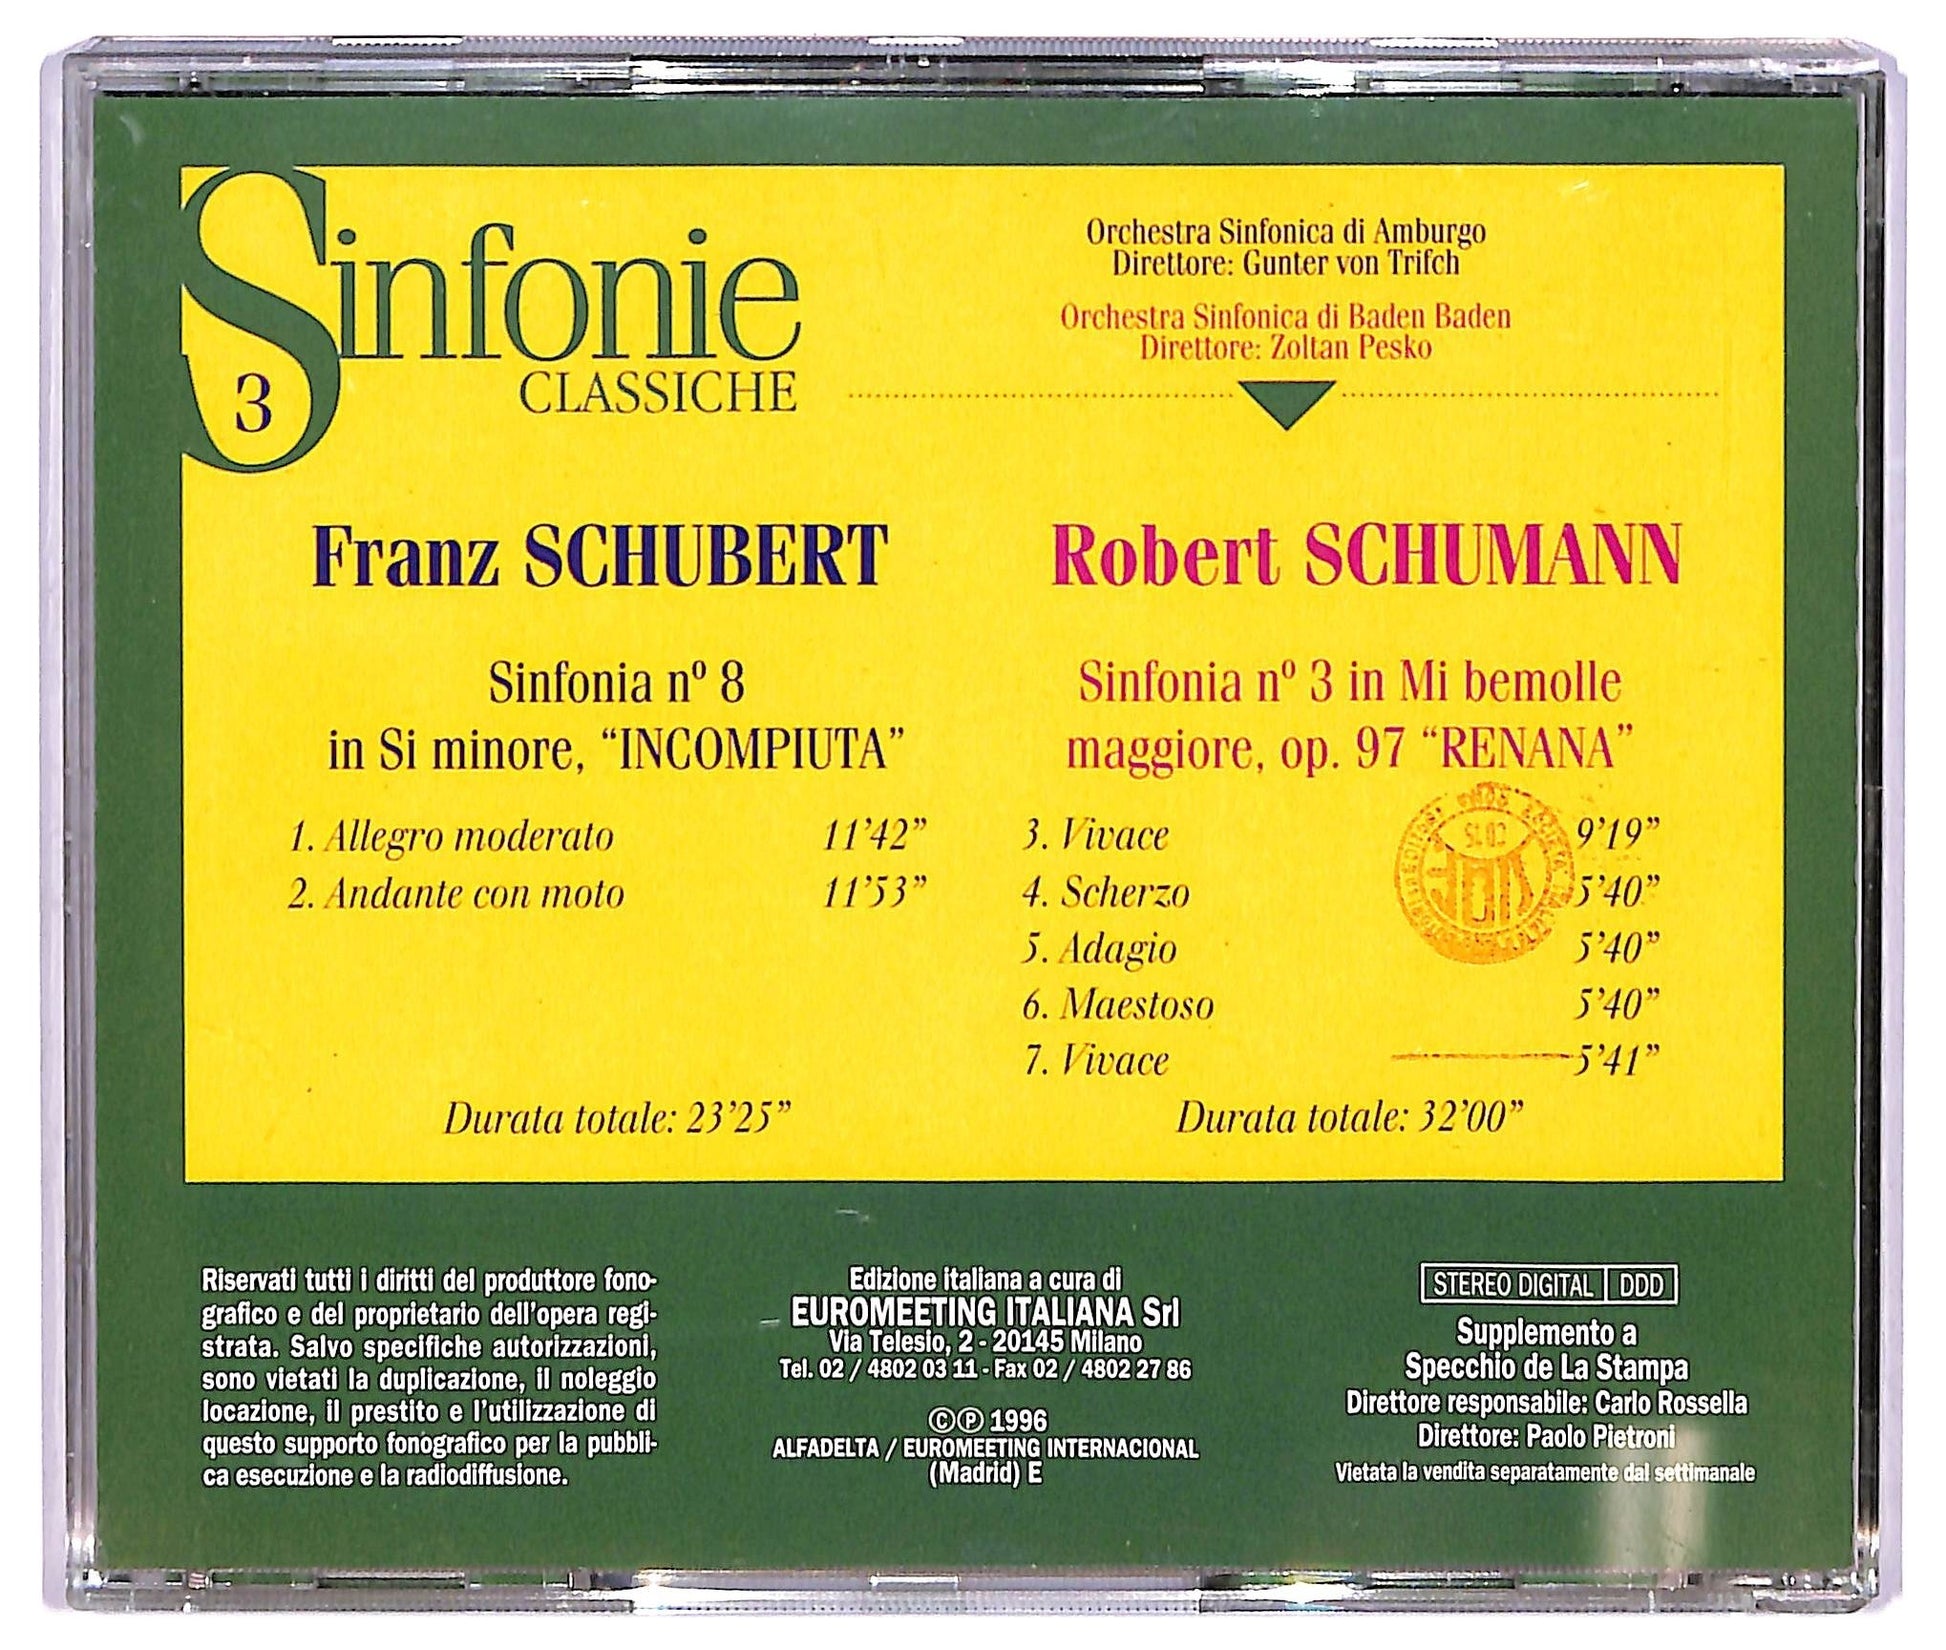 Sinfonie
CLASSICHE
3
Orchestra Sinfonica di Amburgo
Direttore: Gunter von Trifch
Orchestra Sinfonica di Baden Baden
Direttore: Zoltan Pesko
Franz SCHUBERT
Sinfonia nº 8
in Si minore, “INCOMPIUTA”
1. Allegro moderato 11’42”
2. Andante con moto 11’53”
Durata totale: 23’25”
Robert SCHUMANN
Sinfonia nº 3 in Mi bemolle
maggiore, op. 97 “RENANA”
3. Vivace 9’19”
4. Scherzo 5’40”
5. Adagio 5’40”
6. Maestoso 5’40”
7. Vivace 5’41”
Durata totale: 32’00”
Riservati tutti i diritti del produttore fono-
grafico e del proprietario dell’opera regi-
strata. Salvo specifiche autorizzazioni,
sono vietati la duplicazione, il noleggio
locazione, il prestito e l’utilizzazione di
questo supporto fonografico per la pubbli-
ca esecuzione e la radiodiffusione.
Edizione italiana a cura di
EUROMEETING ITALIANA Srl
Via Telesio, 2 - 20145 Milano
Tel. 02 / 4802 03 11 - Fax 02 / 4802 27 86
©℗ 1996
ALFADELTA / EUROMEETING INTERNACIONAL
(Madrid) E
STEREO DIGITAL DDD
Supplemento a
Specchio de La Stampa
Direttore responsabile: Carlo Rossella
Direttore: Paolo Pietroni
Vietata la vendita separatamente dal settimanale